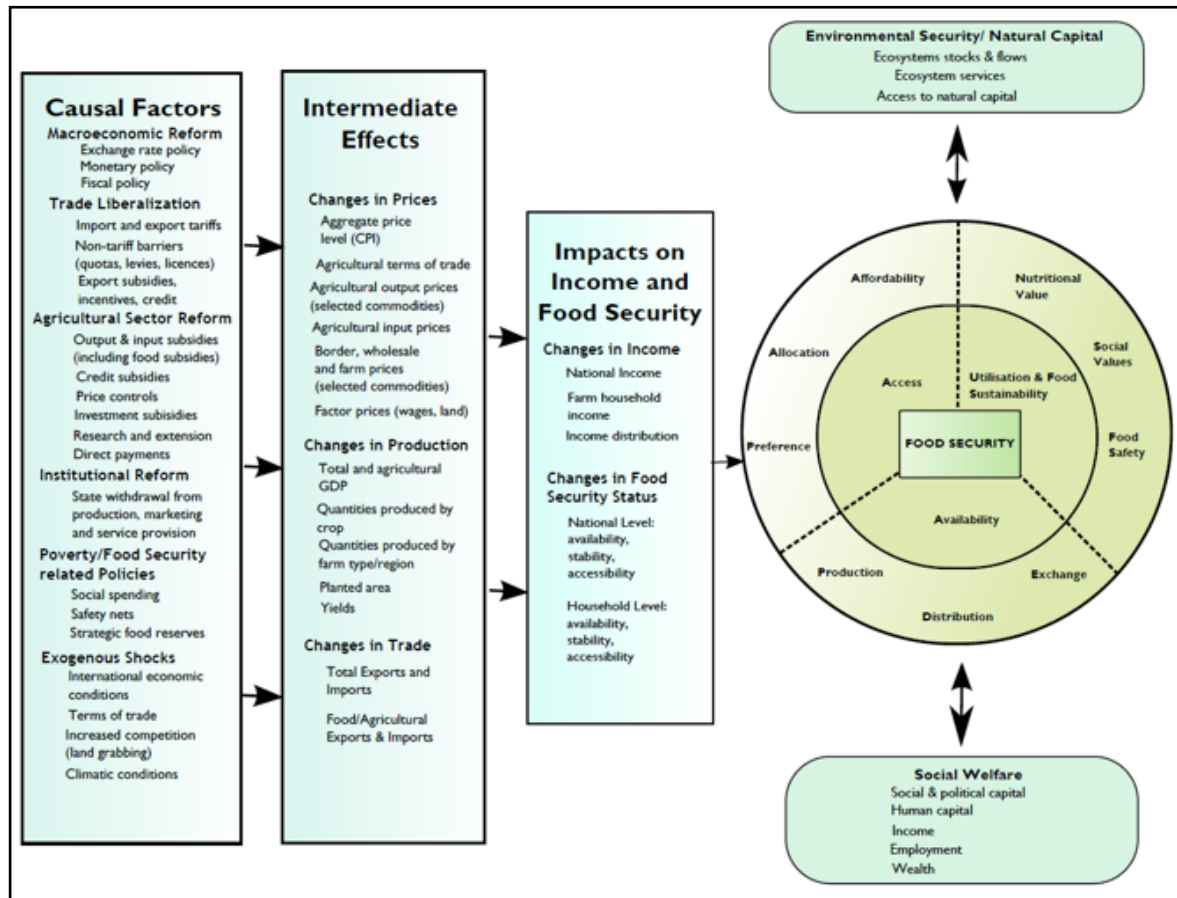 Causal Factors
Macroeconomic Reform
Exchange rate policy
Monetary policy
Fiscal policy
Trade Liberalization
Import and export tariffs
Non-tariff barriers
(quotas, levies, licences)
Export subsidies,
incentives, credit
Agricultural Sector Reform
Output & input subsidies
(including food subsidies)
Credit subsidies
Price controls
Investment subisidies
Research and extension
Direct payments
Institutional Reform
State withdrawal from
production, marketing
and service provision
Poverty/Food Security
related Policies
Social spending
Safety nets
Strategic food reserves
Exogenous Shocks
International economic
conditions
Terms of trade
Increased competition
(land grabbing)
Climatic conditions
Intermediate
Effects
Changes in Prices
Aggregate price
level (CPI)
Agricultural terms of trade
Agricultural output prices
(selected commodities)
Agricultural input prices
Border, wholesale
and farm prices
(selected commodities)
Factor prices (wages, land)
Changes in Production
Total and agricultural
GDP
Quantities produced by
crop
Quantities produced by
farm type/region
Planted area
Yields
Changes in Trade
Total Exports and
Imports
Food/Agricultural
Exports & Imports
Impacts on
Income and
Food Security
Changes in Income
National Income
Farm household
income
Income distribution
Changes in Food
Security Status
National Level:
availability,
stability,
accessibility
Household Level:
availability,
stability,
accessibility
Environmental Security/ Natural Capital
Ecosystems stocks & flows
Ecosystem services
Access to natural capital
Affordability
Nutritional
Value
Allocation
Social
Values
Access
Utilisation & Food
Sustainability
Preference
FOOD SECURITY
Food
Safety
Availability
Production
Exchange
Distribution
Social Welfare
Social & political capital
Human capital
Income
Employment
Wealth